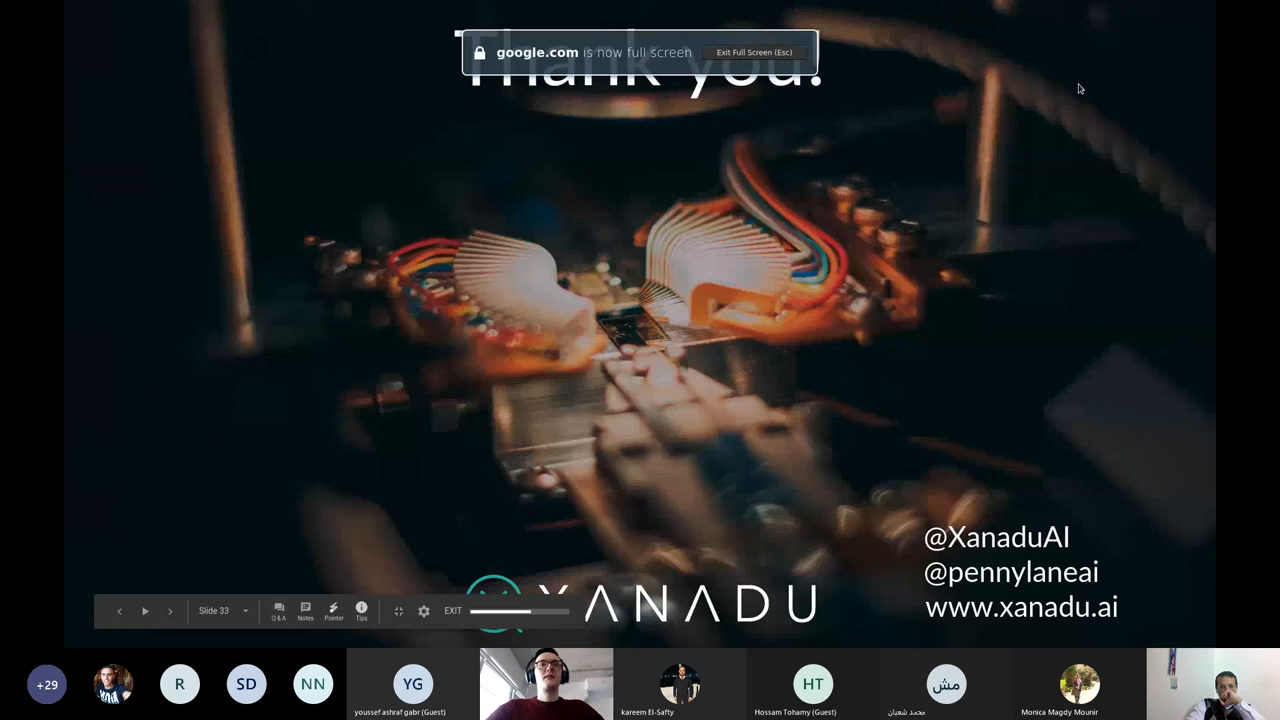 Thank you!
google.com is now full screen
Exit Full Screen (Esc)
@XanaduAI
@pennylaneai
www.xanadu.ai
XANADU
Slide 33
Q & A
Notes
Pointer
Tips
EXIT
+29
R
SD
NN
YG
youssef ashraf gabr (Guest)
kareem El-Safty
HT
Hossam Tohamy (Guest)
مش
محمد شعبان
Monica Magdy Mounir